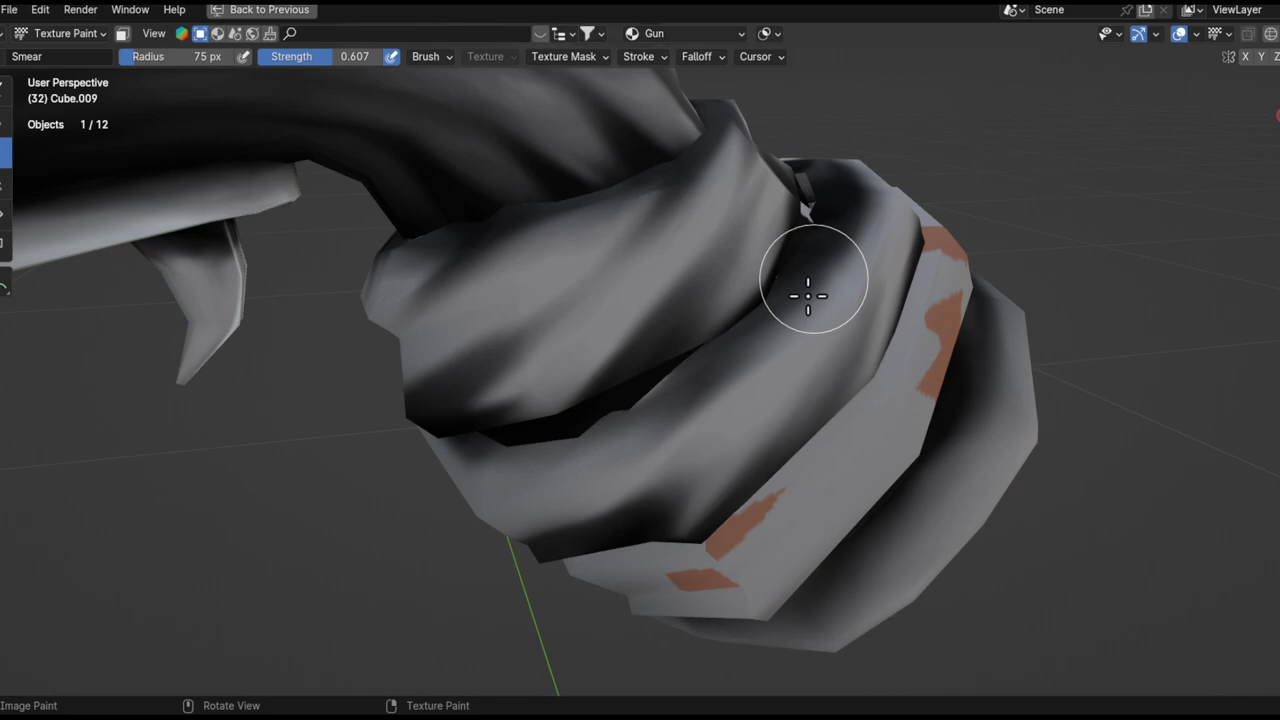 File Edit Render Window Help Back to Previous Scene ViewLayer
Texture Paint View Gun
Smear Radius 75 px Strength 0.607 Brush Texture Texture Mask Stroke Falloff Cursor X Y Z
User Perspective
(32) Cube.009
Objects 1 / 12
Image Paint Rotate View Texture Paint